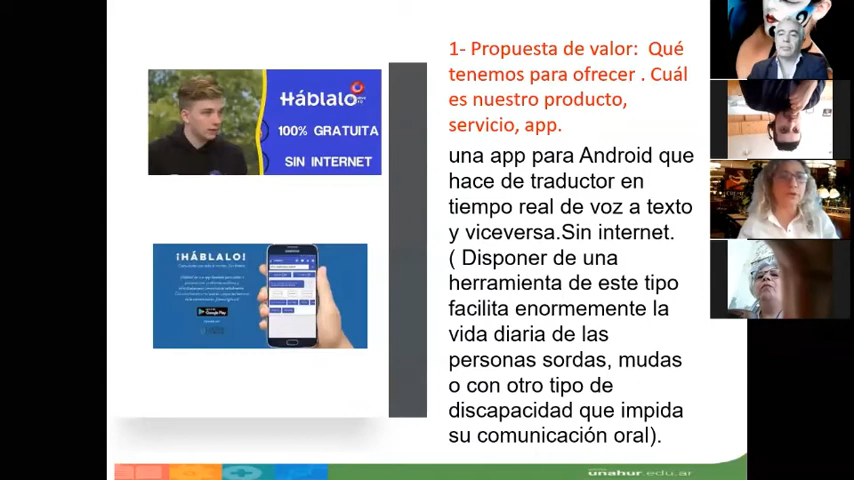 Háblalo
100% GRATUITA
SIN INTERNET
¡HÁBLALO!
Google Play
1- Propuesta de valor:  Qué
tenemos para ofrecer . Cuál
es nuestro producto,
servicio, app.
una app para Android que
hace de traductor en
tiempo real de voz a texto
y viceversa.Sin internet.
( Disponer de una
herramienta de este tipo
facilita enormemente la
vida diaria de las
personas sordas, mudas
o con otro tipo de
discapacidad que impida
su comunicación oral).
unahur.edu.ar